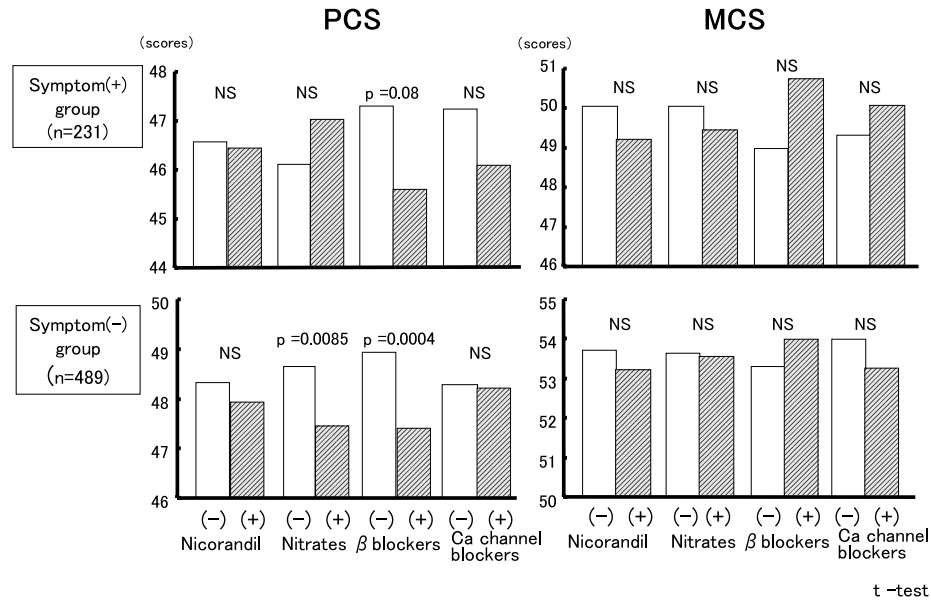 PCS
MCS
(scores)
(scores)
Symptom(+)
group
(n=231)
48
47
46
45
44
NS
NS
p =0.08
NS
51
50
49
48
47
46
NS
NS
NS
NS
Symptom(−)
group
(n=489)
50
49
48
47
46
NS
p =0.0085
p =0.0004
NS
55
54
53
52
51
50
NS
NS
NS
NS
(−) (+) (−) (+) (−) (+) (−) (+)
Nicorandil Nitrates β blockers Ca channel
blockers
(−) (+) (−) (+) (−) (+) (−) (+)
Nicorandil Nitrates β blockers Ca channel
blockers
t −test